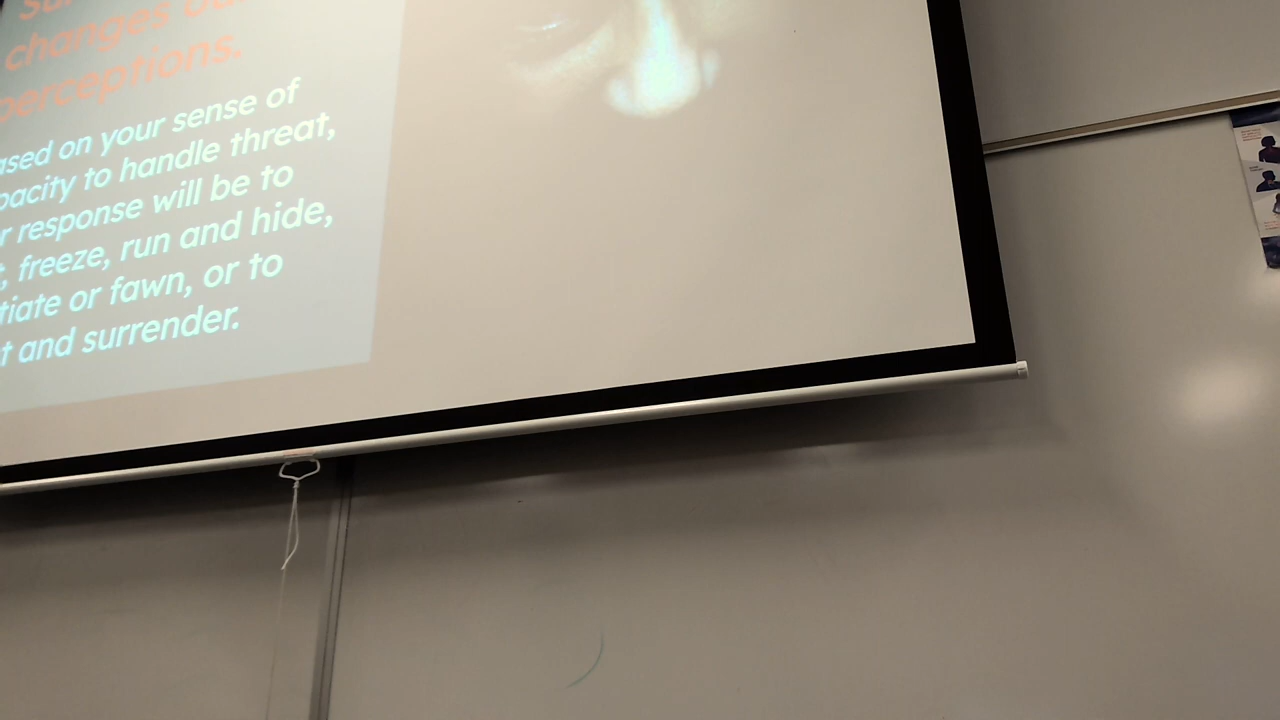 changes
perceptions.
ased on your sense of
pacity to handle threat,
r response will be to
, freeze, run and hide,
tiate or fawn, or to
t and surrender.